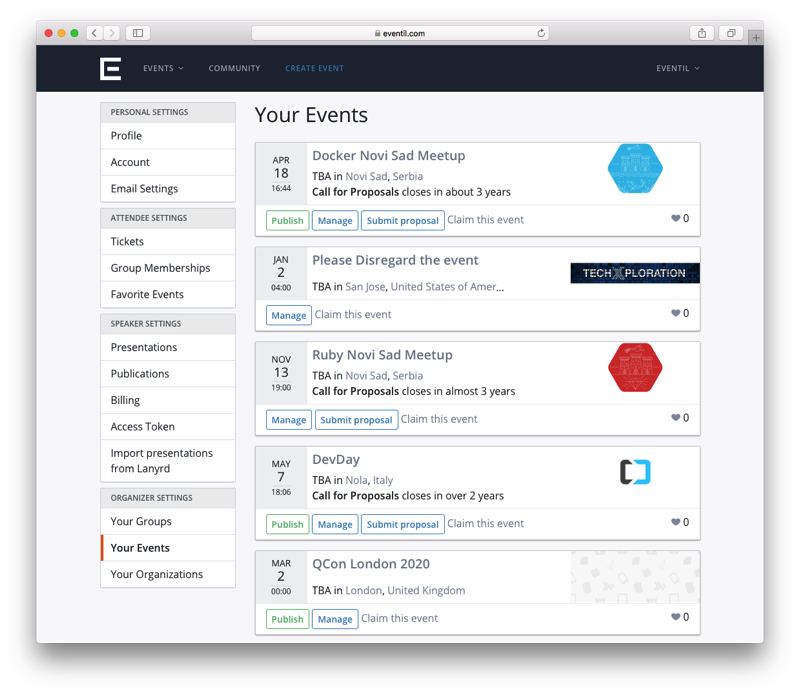 eventil.com
EVENTS
COMMUNITY
CREATE EVENT
EVENTIL
PERSONAL SETTINGS
Profile
Account
Email Settings
ATTENDEE SETTINGS
Tickets
Group Memberships
Favorite Events
SPEAKER SETTINGS
Presentations
Publications
Billing
Access Token
Import presentations
from Lanyrd
ORGANIZER SETTINGS
Your Groups
Your Events
Your Organizations
Your Events
APR
18
16:44
Docker Novi Sad Meetup
TBA in Novi Sad, Serbia
Call for Proposals closes in about 3 years
Publish Manage Submit proposal Claim this event 0
JAN
2
04:00
Please Disregard the event
TBA in San Jose, United States of Amer...
TECHXPLORATION
Manage Claim this event 0
NOV
13
19:00
Ruby Novi Sad Meetup
TBA in Novi Sad, Serbia
Call for Proposals closes in almost 3 years
Manage Submit proposal Claim this event 0
MAY
7
18:06
DevDay
TBA in Nola, Italy
Call for Proposals closes in over 2 years
Publish Manage Submit proposal Claim this event 0
MAR
2
00:00
QCon London 2020
TBA in London, United Kingdom
Publish Manage Claim this event 0